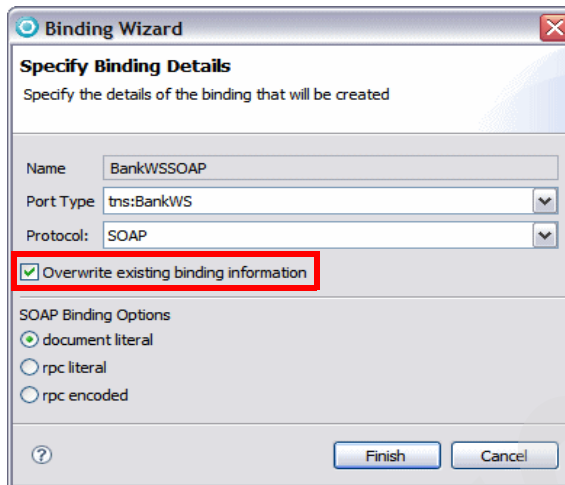 Binding Wizard
Specify Binding Details
Specify the details of the binding that will be created
Name BankWSSOAP
Port Type tns:BankWS
Protocol: SOAP
Overwrite existing binding information
SOAP Binding Options
document literal
rpc literal
rpc encoded
? Finish Cancel